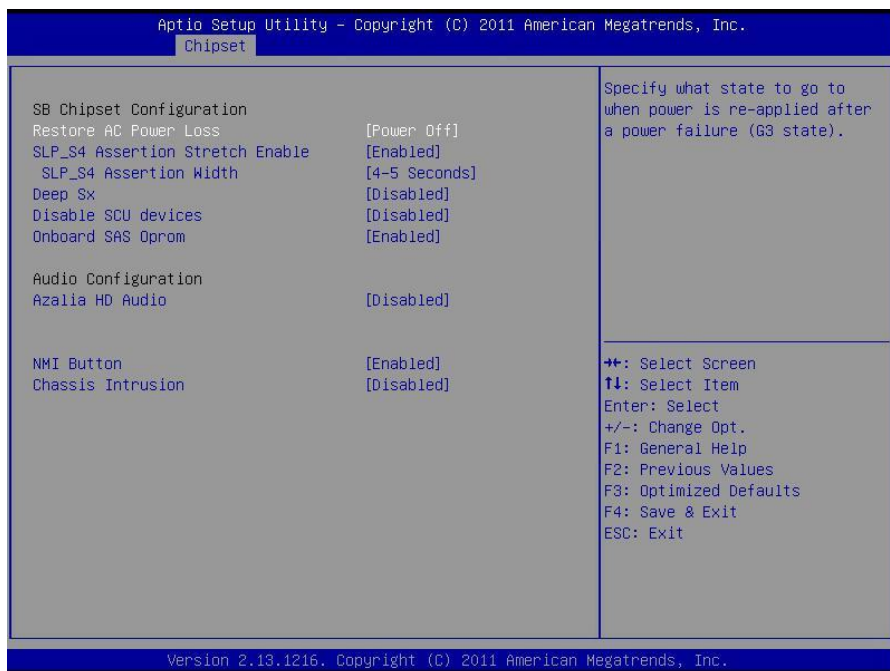 Aptio Setup Utility – Copyright (C) 2011 American Megatrends, Inc.
Chipset
SB Chipset Configuration
Restore AC Power Loss [Power Off]
SLP_S4 Assertion Stretch Enable [Enabled]
SLP_S4 Assertion Width [4-5 Seconds]
Deep Sx [Disabled]
Disable SCU devices [Disabled]
Onboard SAS Oprom [Enabled]
Audio Configuration
Azalia HD Audio [Disabled]
NMI Button [Enabled]
Chassis Intrusion [Disabled]
Specify what state to go to
when power is re-applied after
a power failure (G3 state).
→←: Select Screen
↑↓: Select Item
Enter: Select
+/-: Change Opt.
F1: General Help
F2: Previous Values
F3: Optimized Defaults
F4: Save & Exit
ESC: Exit
Version 2.13.1216. Copyright (C) 2011 American Megatrends, Inc.